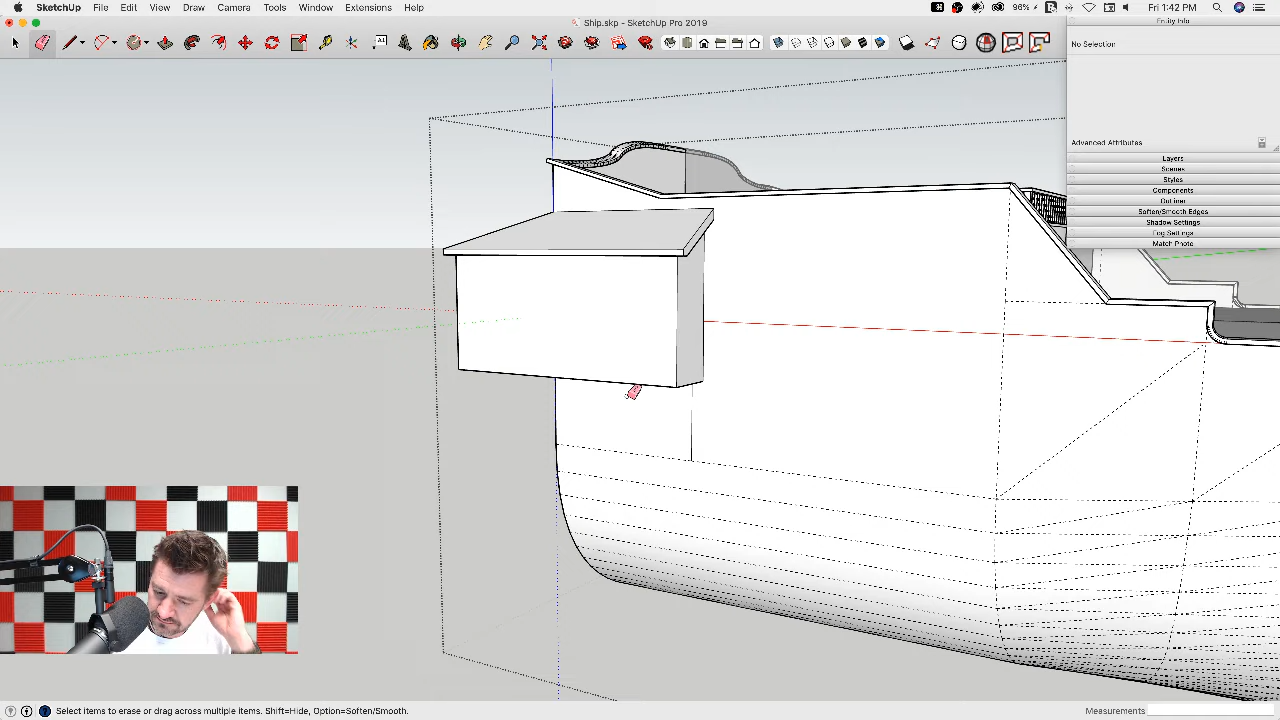 SketchUp File Edit View Draw Camera Tools Window Extensions Help 96% Fri 1:42 PM
Ship.skp - SketchUp Pro 2019
Entity Info
No Selection
Advanced Attributes
Layers
Scenes
Styles
Components
Outliner
Soften/Smooth Edges
Shadow Settings
Fog Settings
Match Photo
Select items to erase or drag across multiple items. Shift=Hide, Option=Soften/Smooth.
Measurements